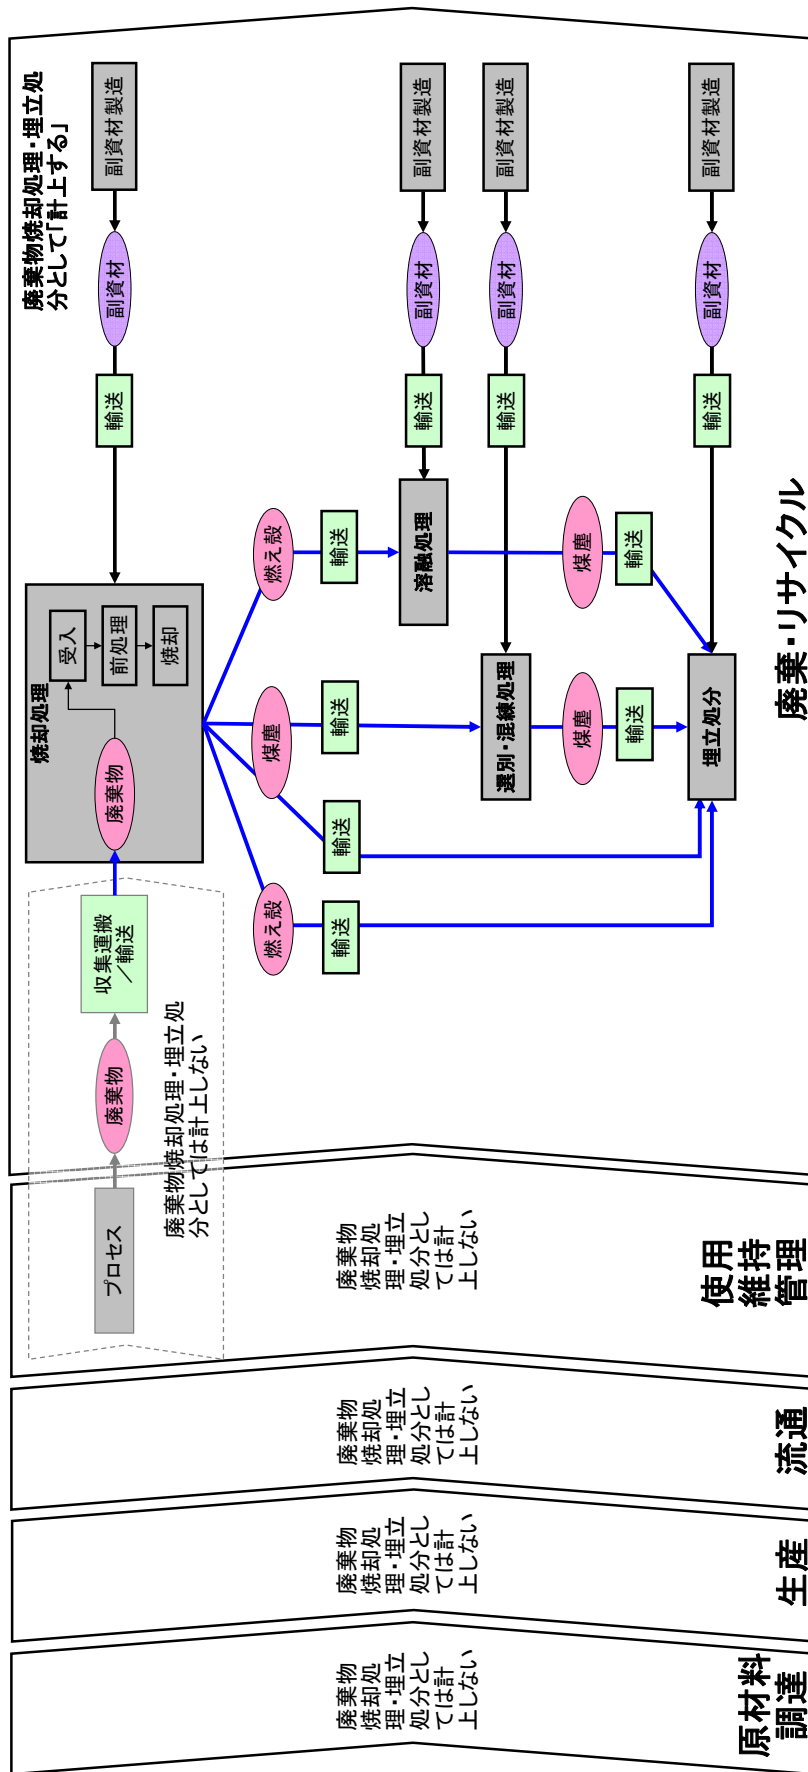 原材料
調達
生産
流通
使用
維持
管理
廃棄・リサイクル
廃棄物
焼却処
理・埋立
処分とし
ては計
上しない
廃棄物
焼却処
理・埋立
処分とし
ては計
上しない
廃棄物
焼却処
理・埋立
処分とし
ては計
上しない
廃棄物
焼却処
理・埋立
処分とし
ては計
上しない
プロセス
廃棄物
収集運搬
／輸送
廃棄物焼却処理・埋立処
分としては計上しない
廃棄物焼却処理・埋立処
分として「計上する」
焼却処理
廃棄物
受入
前処理
焼却
輸送
副資材
副資材製造
燃え殻
輸送
輸送
煤塵
輸送
燃え殻
輸送
溶融処理
輸送
副資材
副資材製造
選別・混練処理
輸送
副資材
副資材製造
煤塵
輸送
煤塵
輸送
埋立処分
輸送
副資材
副資材製造